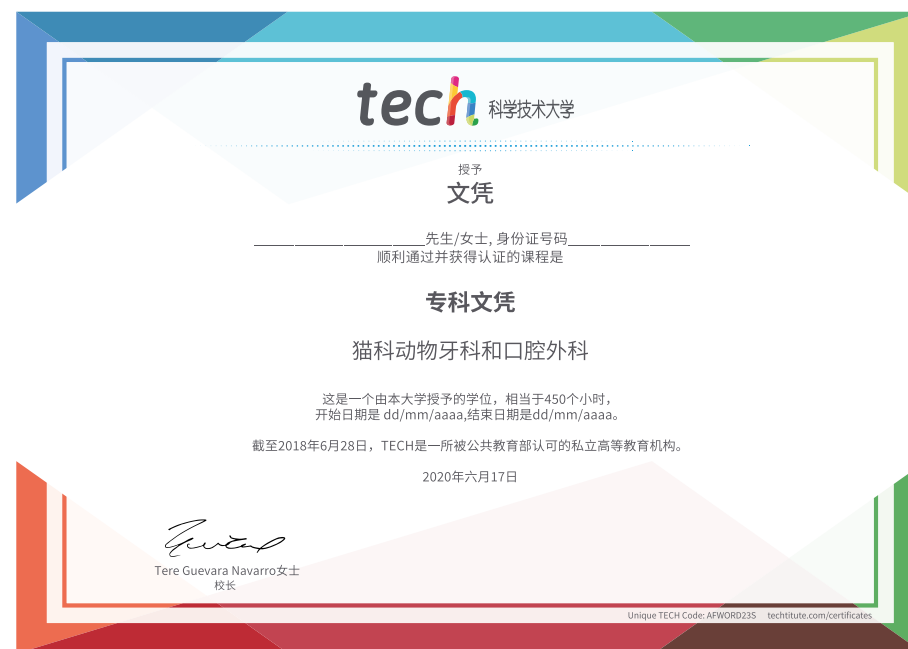 tech 科学技术大学
授予
文凭
____________________先生/女士, 身份证号码_______________
顺利通过并获得认证的课程是
专科文凭
猫科动物牙科和口腔外科
这是一个由本大学授予的学位，相当于450个小时，
开始日期是 dd/mm/aaaa,结束日期是dd/mm/aaaa。
截至2018年6月28日，TECH是一所被公共教育部认可的私立高等教育机构。
2020年六月17日
Tere Guevara Navarro女士
校长
Unique TECH Code: AFWORD23S techtitute.com/certificates